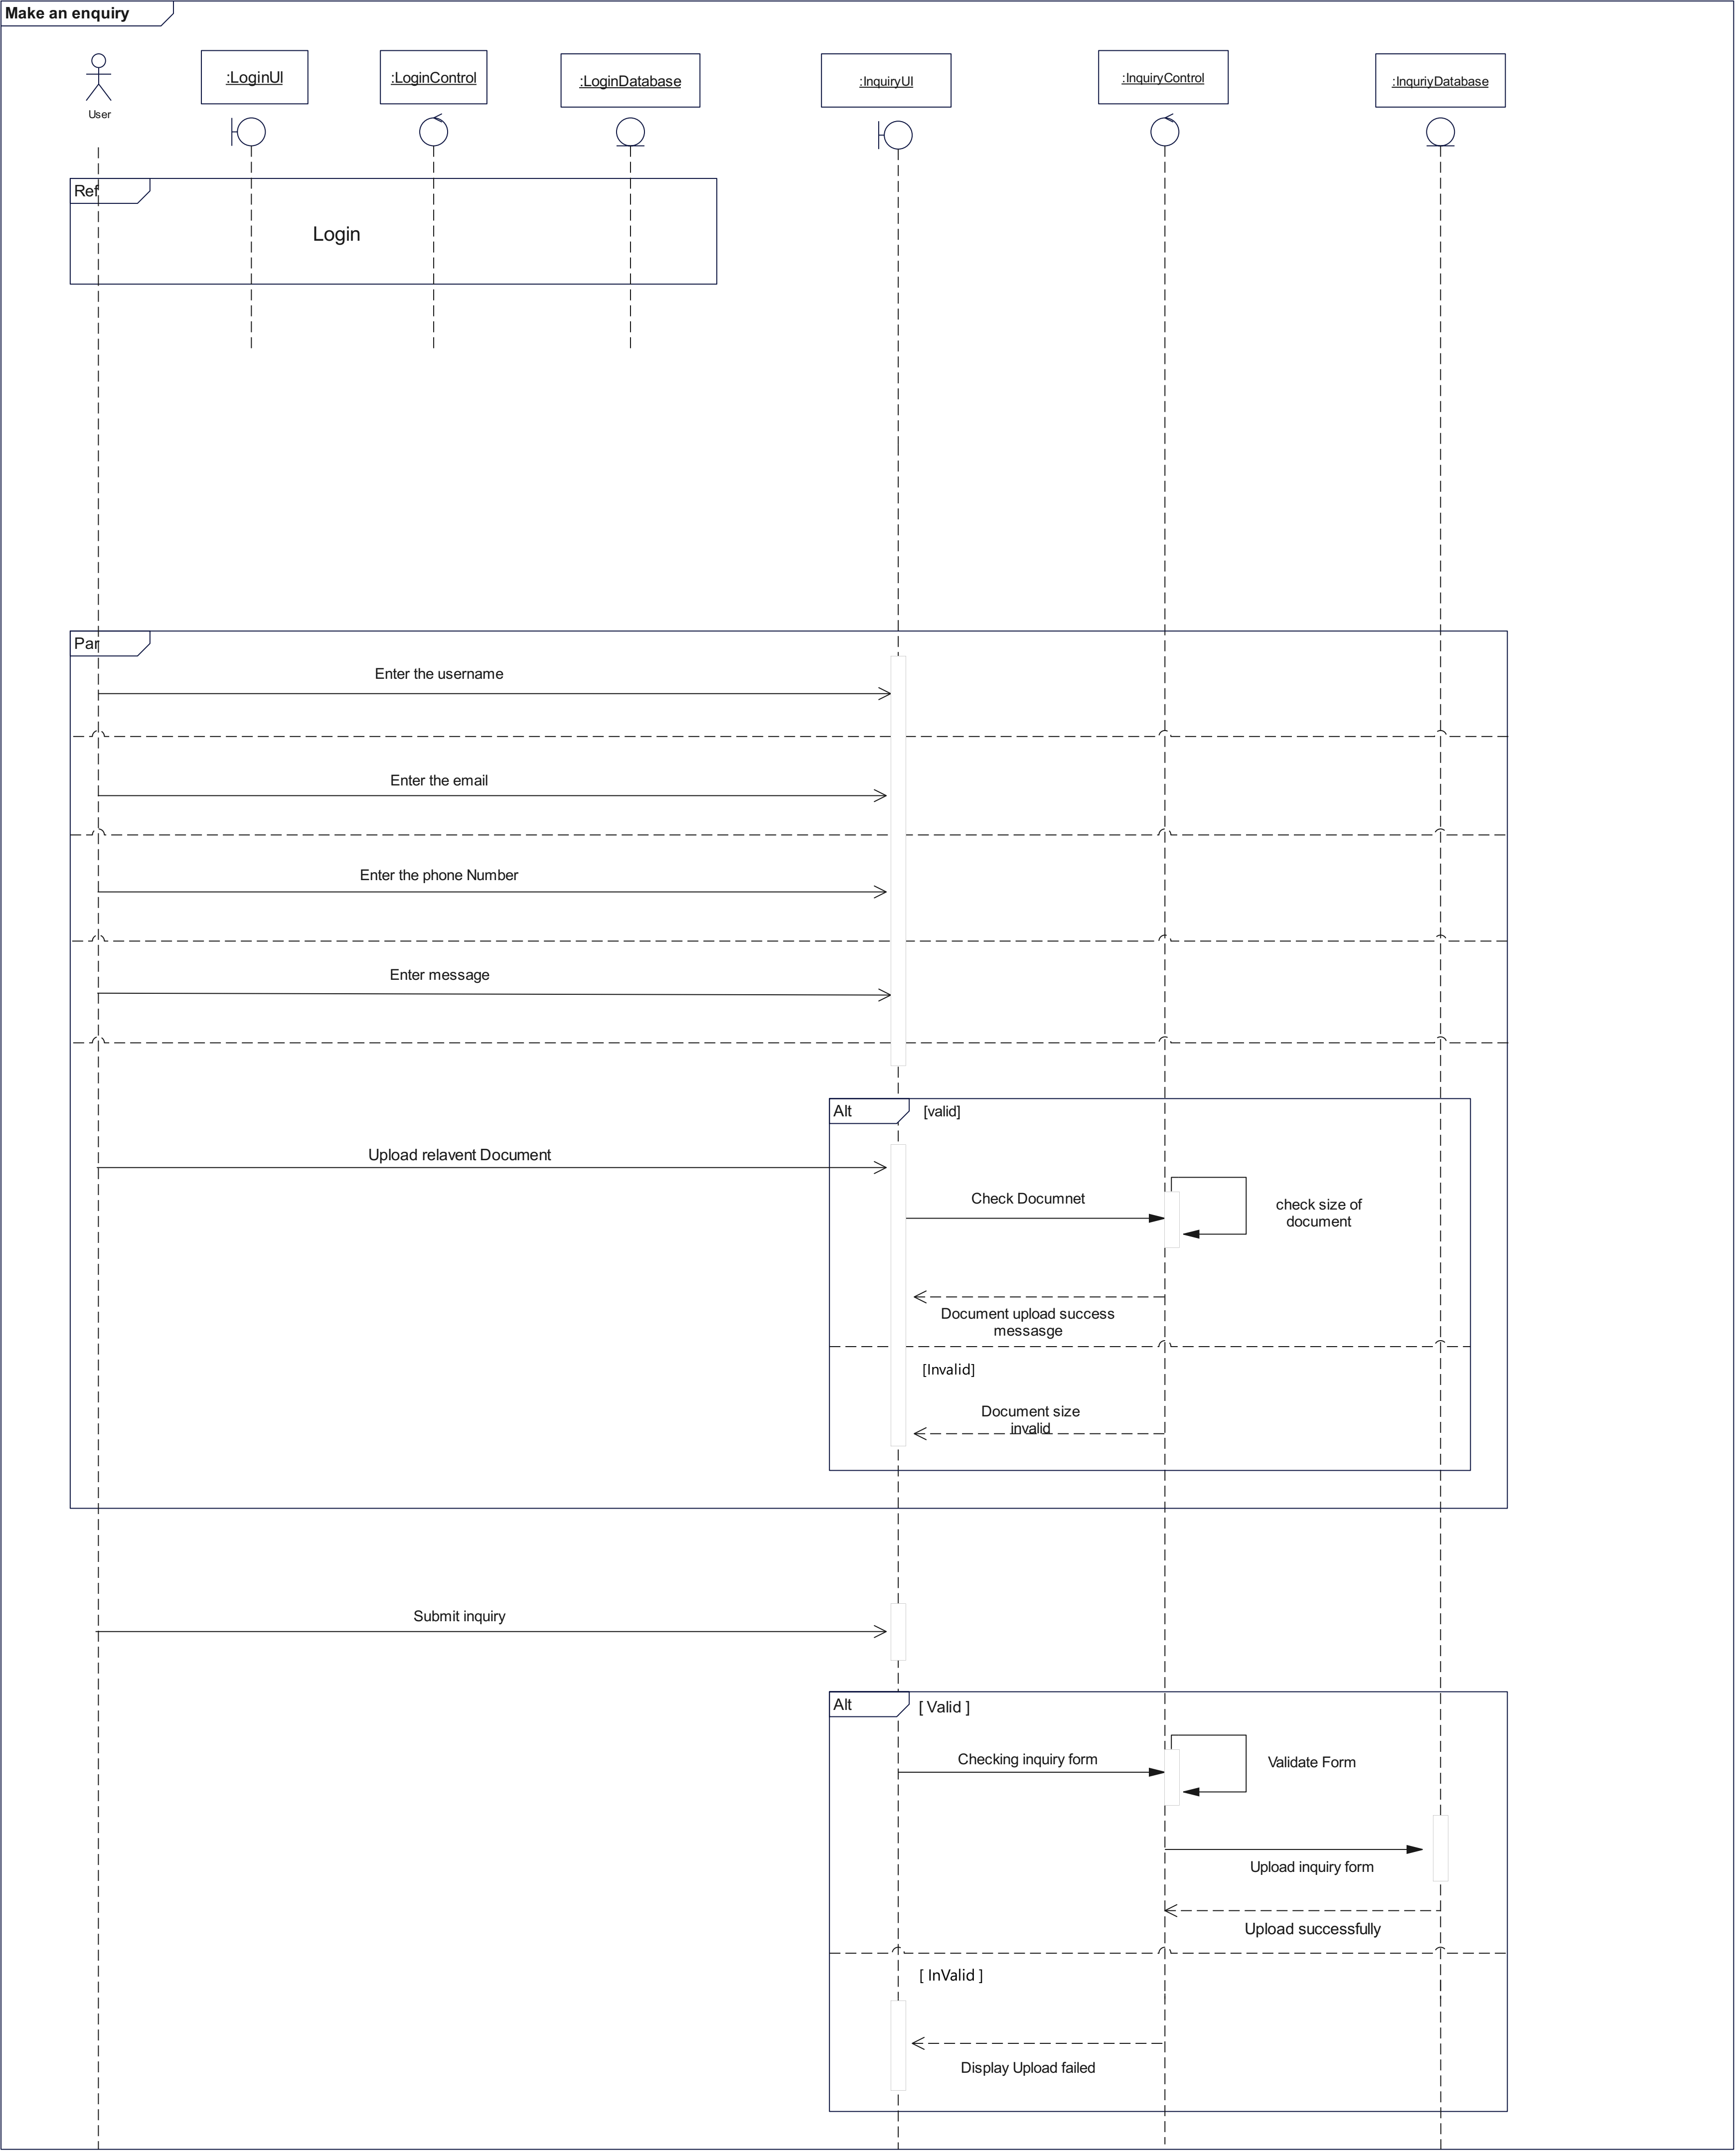 Make an enquiry
User
:LoginUI
:LoginControl
:LoginDatabase
:InquiryUI
:InquiryControl
:InquriyDatabase
Ref
Login
Par
Enter the username
Enter the email
Enter the phone Number
Enter message
Alt
[valid]
Upload relavent Document
Check Documnet
check size of
document
Document upload success
messasge
[Invalid]
Document size
invalid
Submit inquiry
Alt
[ Valid ]
Checking inquiry form
Validate Form
Upload inquiry form
Upload successfully
[ InValid ]
Display Upload failed